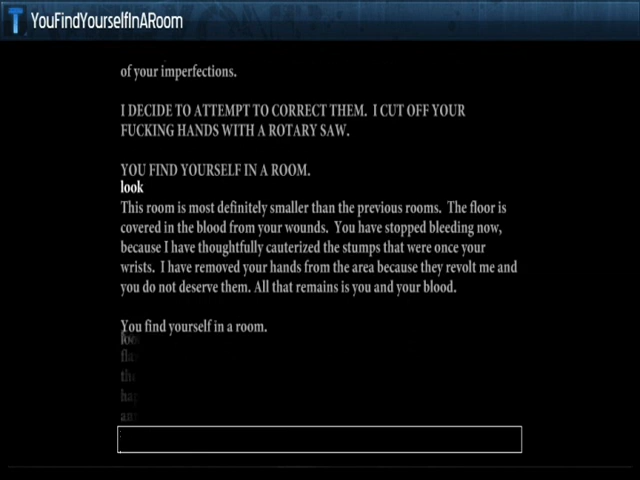 YouFindYourselfInARoom
of your imperfections.
I DECIDE TO ATTEMPT TO CORRECT THEM. I CUT OFF YOUR
FUCKING HANDS WITH A ROTARY SAW.
YOU FIND YOURSELF IN A ROOM.
look
This room is most definitely smaller than the previous rooms. The floor is
covered in the blood from your wounds. You have stopped bleeding now,
because I have thoughtfully cauterized the stumps that were once your
wrists. I have removed your hands from the area because they revolt me and
you do not deserve them. All that remains is you and your blood.
You find yourself in a room.